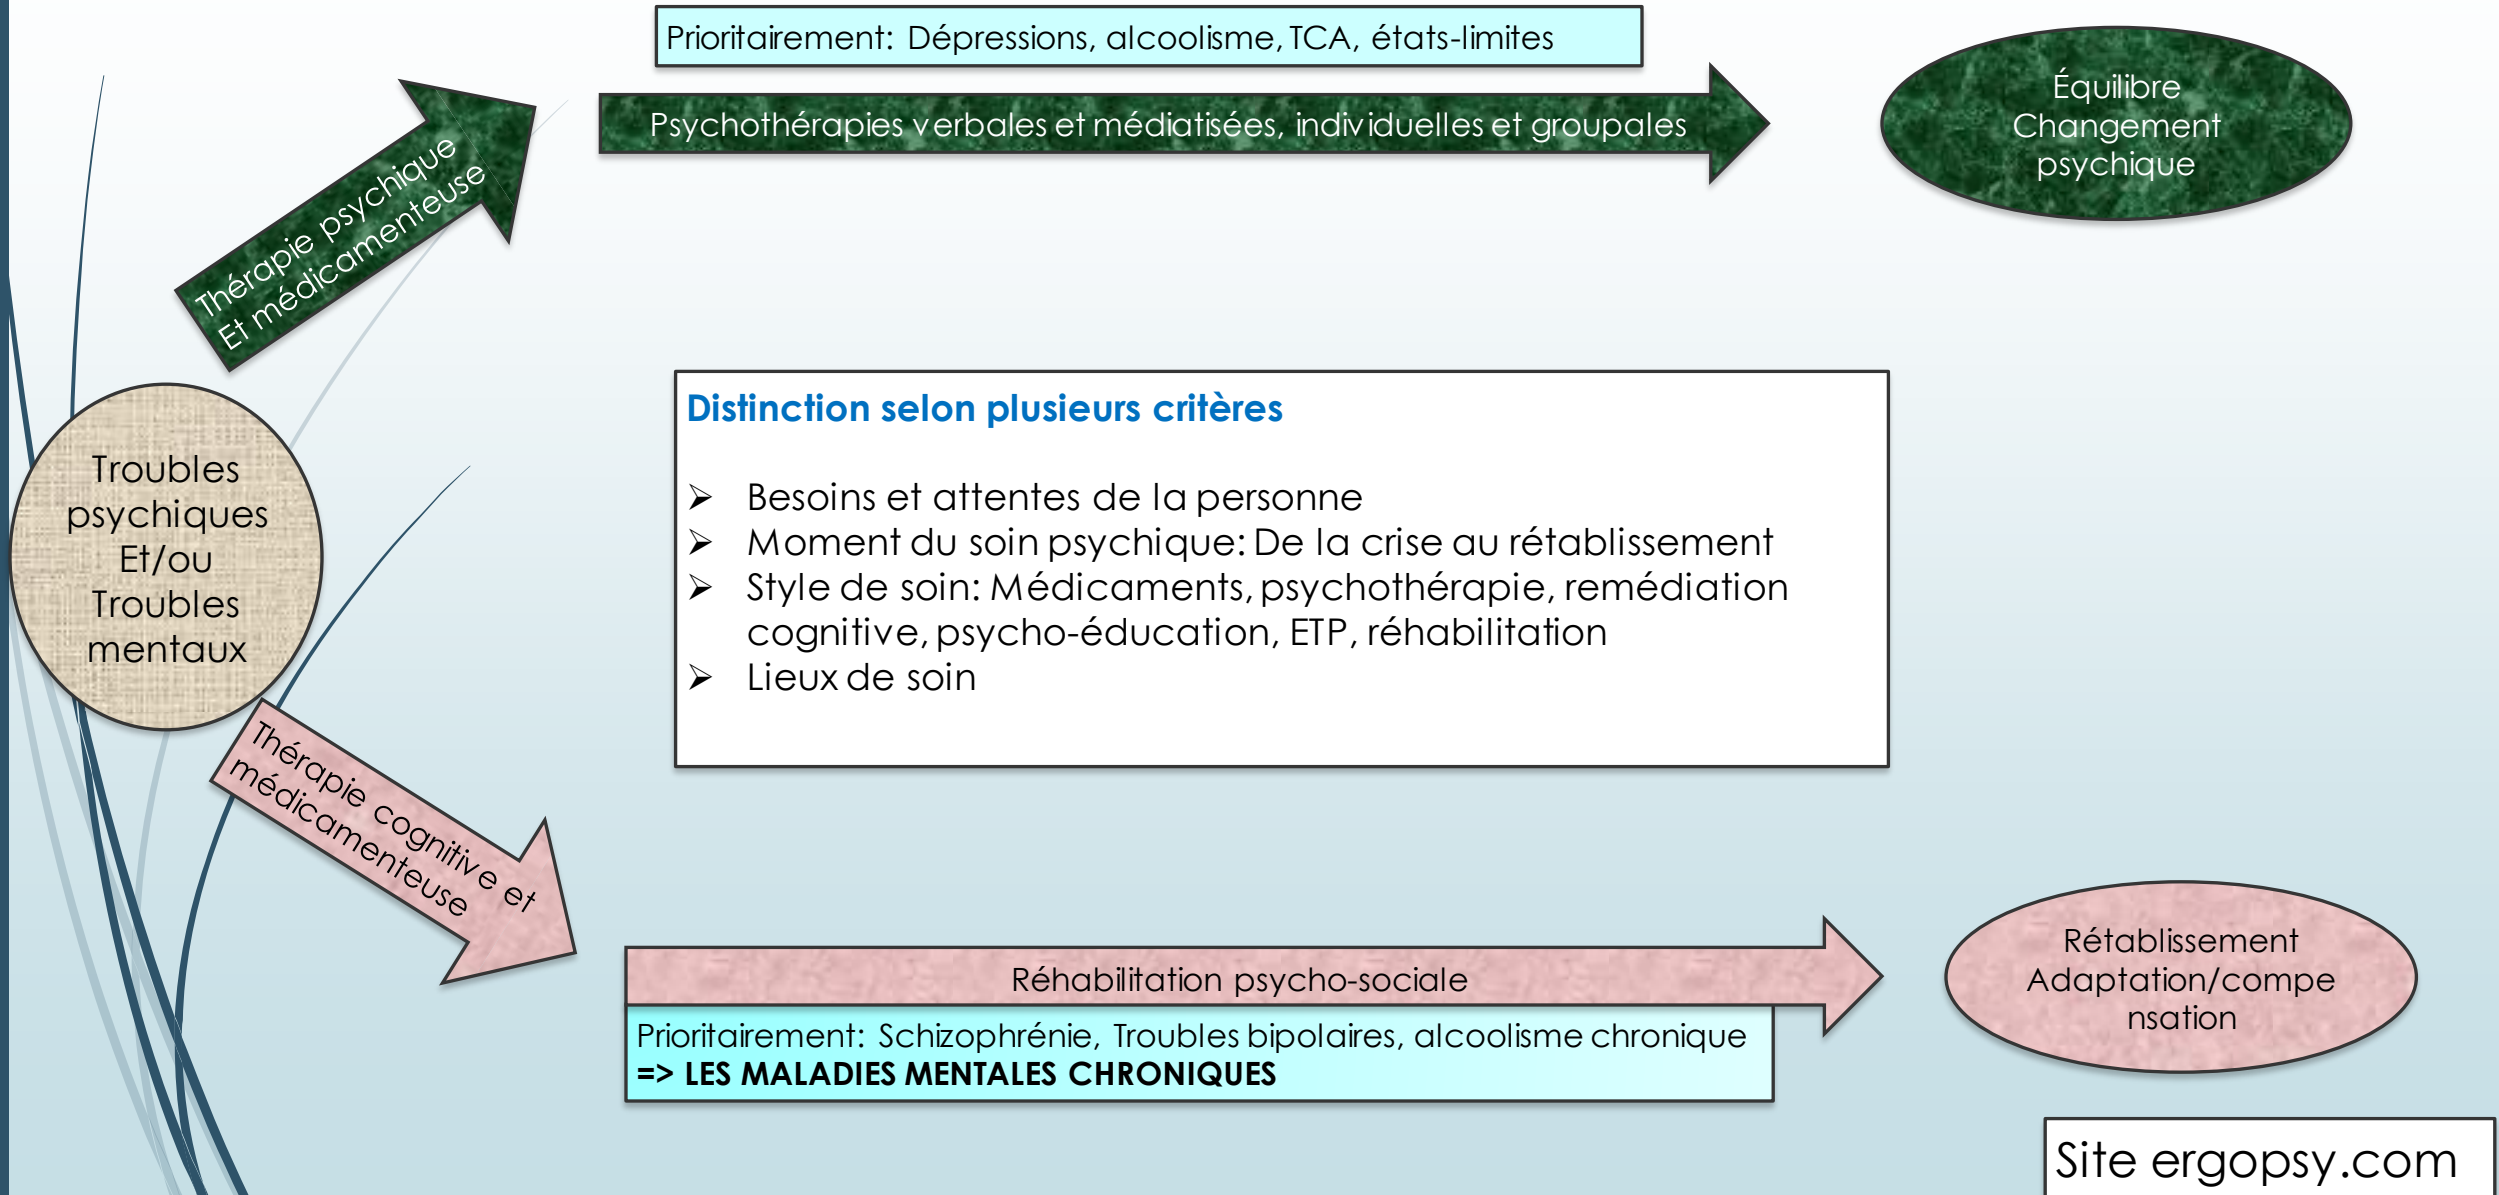 Prioritairement: Dépressions, alcoolisme, TCA, états-limites
Psychothérapies verbales et médiatisées, individuelles et groupales
Équilibre
Changement
psychique
Thérapie psychique
Et médicamenteuse
Distinction selon plusieurs critères
➢ Besoins et attentes de la personne
➢ Moment du soin psychique: De la crise au rétablissement
➢ Style de soin: Médicaments, psychothérapie, remédiation
cognitive, psycho-éducation, ETP, réhabilitation
➢ Lieux de soin
Troubles
psychiques
Et/ou
Troubles
mentaux
Thérapie cognitive et
médicamenteuse
Réhabilitation psycho-sociale
Prioritairement: Schizophrénie, Troubles bipolaires, alcoolisme chronique
=> LES MALADIES MENTALES CHRONIQUES
Rétablissement
Adaptation/compe
nsation
Site ergopsy.com